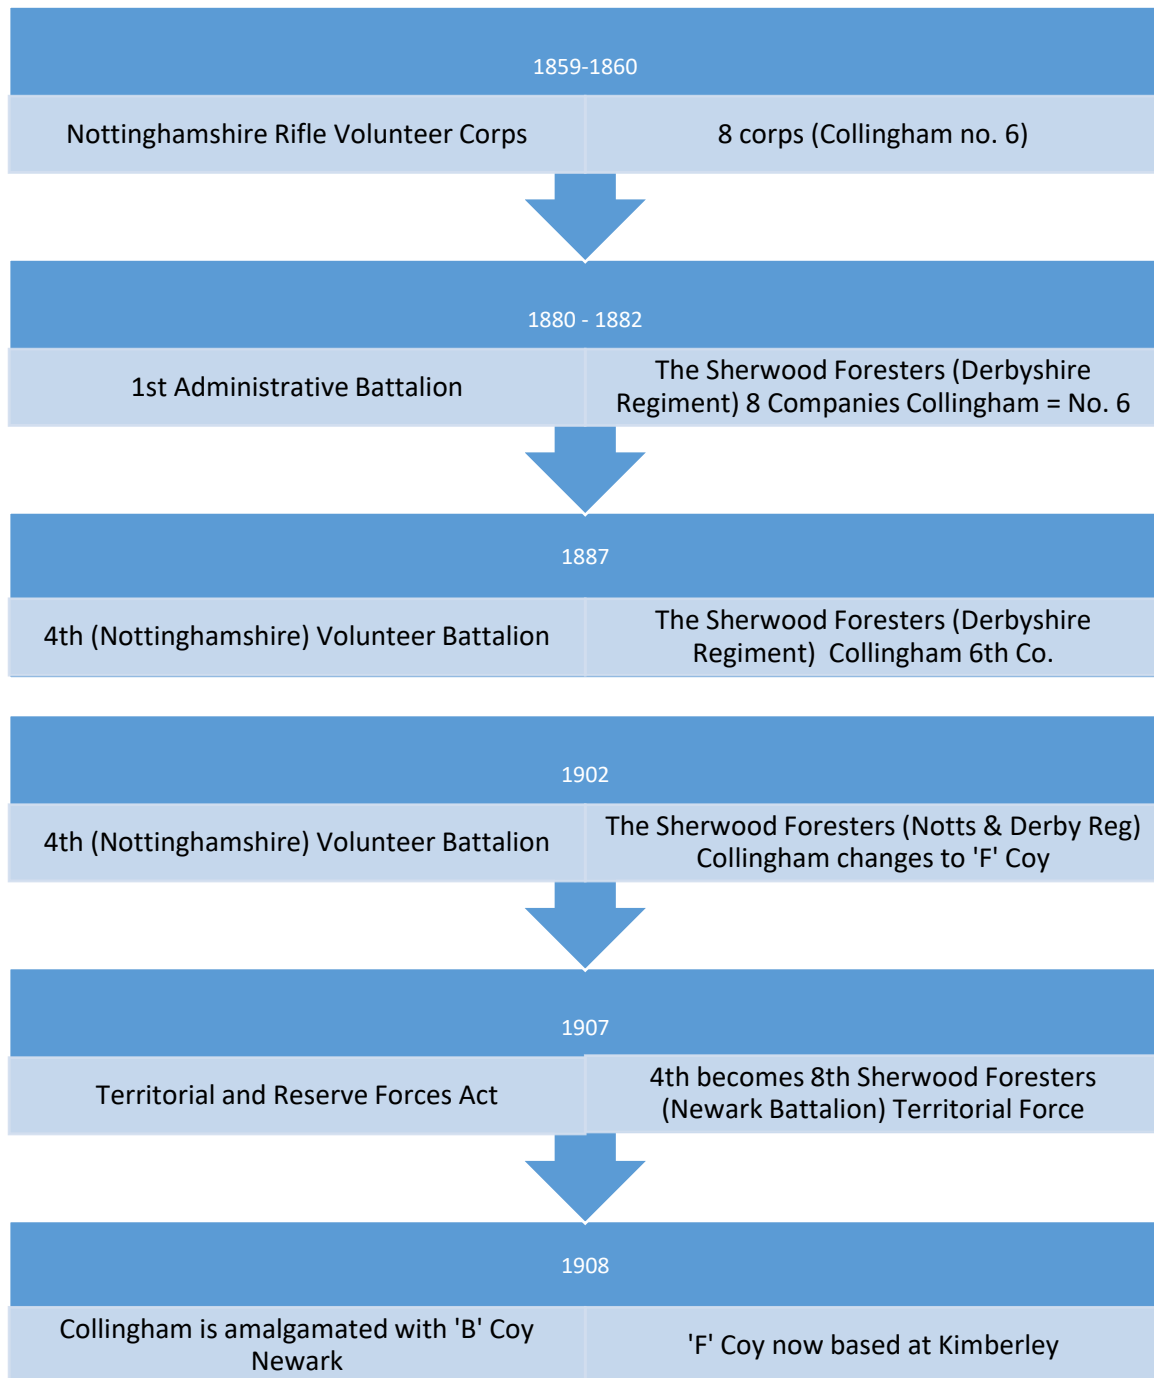 1859-1860
Nottinghamshire Rifle Volunteer Corps
8 corps (Collingham no. 6)
1880 - 1882
1st Administrative Battalion
The Sherwood Foresters (Derbyshire
Regiment) 8 Companies Collingham = No. 6
1887
4th (Nottinghamshire) Volunteer Battalion
The Sherwood Foresters (Derbyshire
Regiment)  Collingham 6th Co.
1902
4th (Nottinghamshire) Volunteer Battalion
The Sherwood Foresters (Notts & Derby Reg)
Collingham changes to 'F' Coy
1907
Territorial and Reserve Forces Act
4th becomes 8th Sherwood Foresters
(Newark Battalion) Territorial Force
1908
Collingham is amalgamated with 'B' Coy
Newark
'F' Coy now based at Kimberley